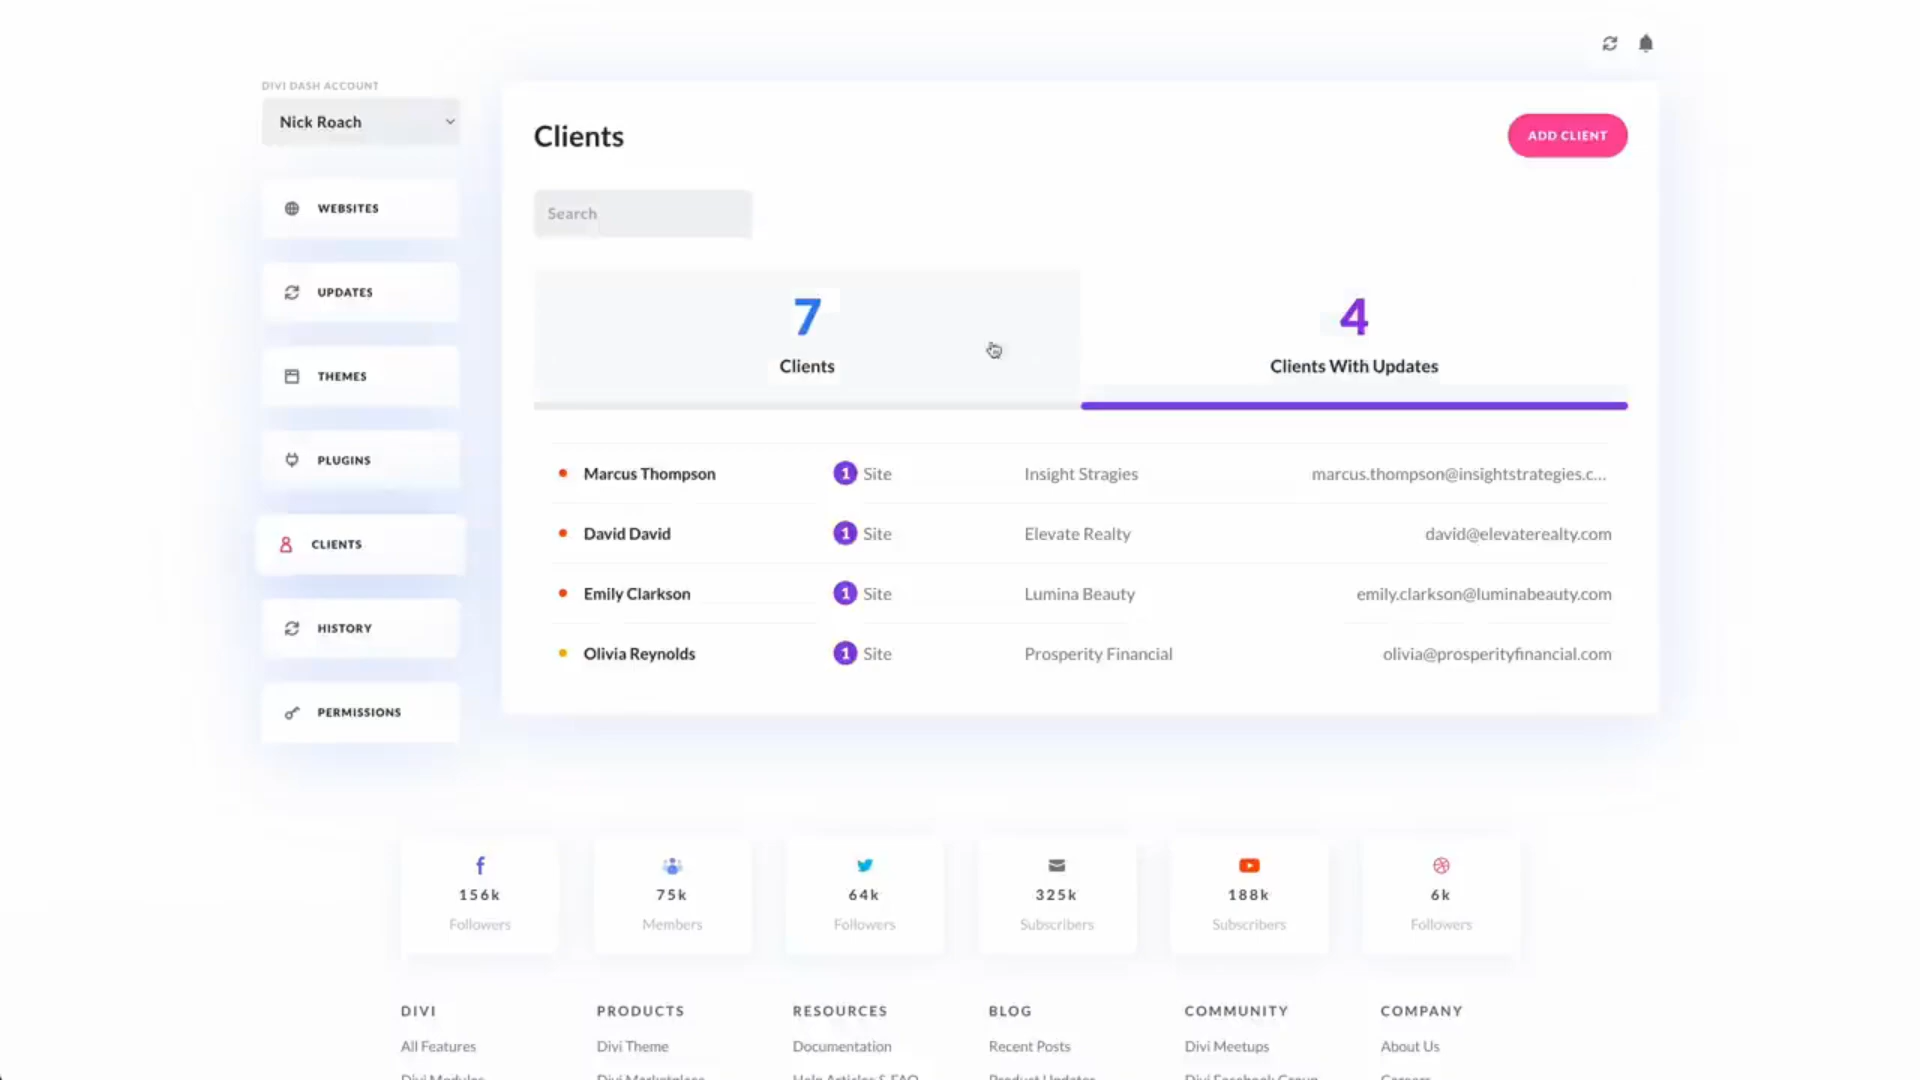 DIVI DASH ACCOUNT
Nick Roach
WEBSITES
UPDATES
THEMES
PLUGINS
CLIENTS
HISTORY
PERMISSIONS
Clients
ADD CLIENT
Search
7
Clients
4
Clients With Updates
Marcus Thompson 1 Site Insight Stragies marcus.thompson@insightstrategies.c...
David David 1 Site Elevate Realty david@elevaterealty.com
Emily Clarkson 1 Site Lumina Beauty emily.clarkson@luminabeauty.com
Olivia Reynolds 1 Site Prosperity Financial olivia@prosperityfinancial.com
156k 75k 64k 325k 188k 6k
Followers Members Followers Subscribers Subscribers Followers
DIVI PRODUCTS RESOURCES BLOG COMMUNITY COMPANY
All Features Divi Theme Documentation Recent Posts Divi Meetups About Us